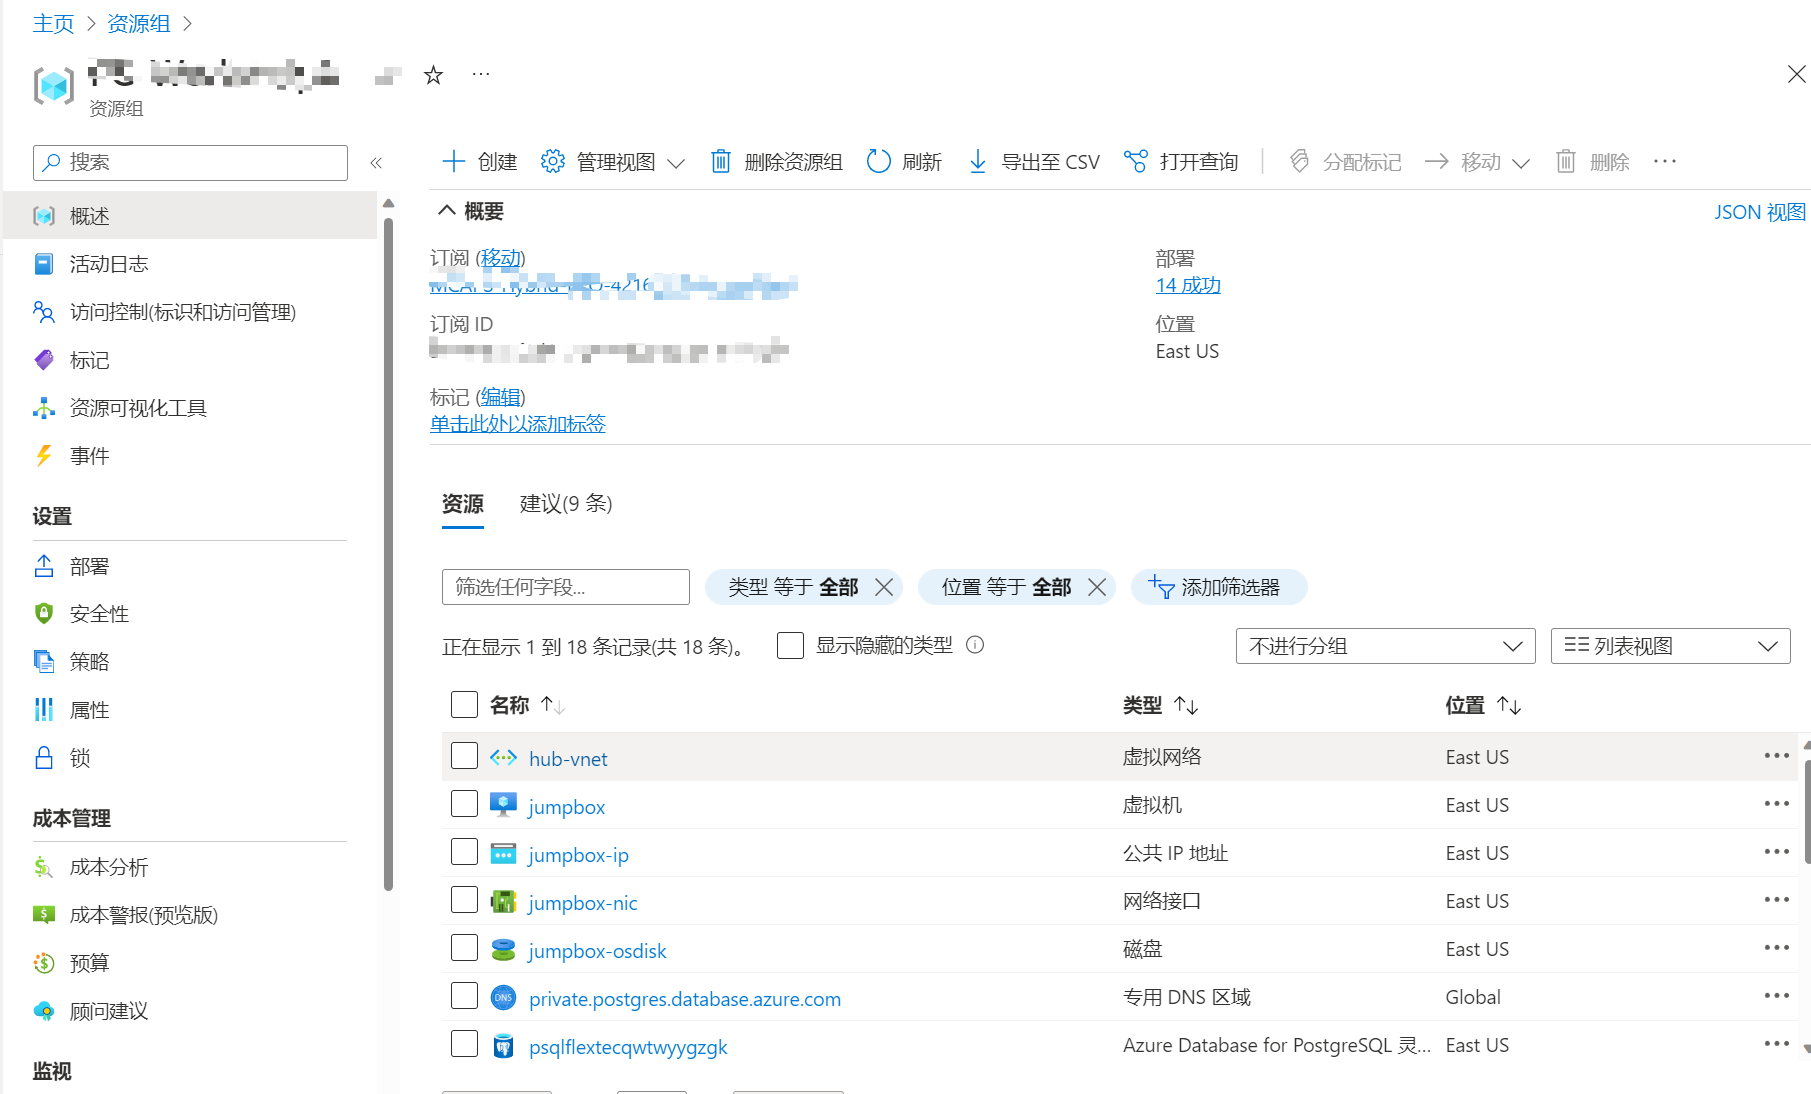 主页 > 资源组 >
PG
资源组
搜索
概述
活动日志
访问控制(标识和访问管理)
标记
资源可视化工具
事件
设置
部署
安全性
策略
属性
锁
成本管理
成本分析
成本警报(预览版)
预算
顾问建议
监视
创建 管理视图 删除资源组 刷新 导出至 CSV 打开查询 分配标记 移动 删除
概要 JSON 视图
订阅 (移动)
部署
14 成功
订阅 ID
位置
East US
标记 (编辑)
单击此处以添加标签
资源 建议(9 条)
筛选任何字段... 类型 等于 全部 位置 等于 全部 添加筛选器
正在显示 1 到 18 条记录(共 18 条)。 显示隐藏的类型 不进行分组 列表视图
名称 类型 位置
hub-vnet 虚拟网络 East US
jumpbox 虚拟机 East US
jumpbox-ip 公共 IP 地址 East US
jumpbox-nic 网络接口 East US
jumpbox-osdisk 磁盘 East US
DNS private.postgres.database.azure.com 专用 DNS 区域 Global
psqlflextecqwtwyygzgk Azure Database for PostgreSQL 灵... East US